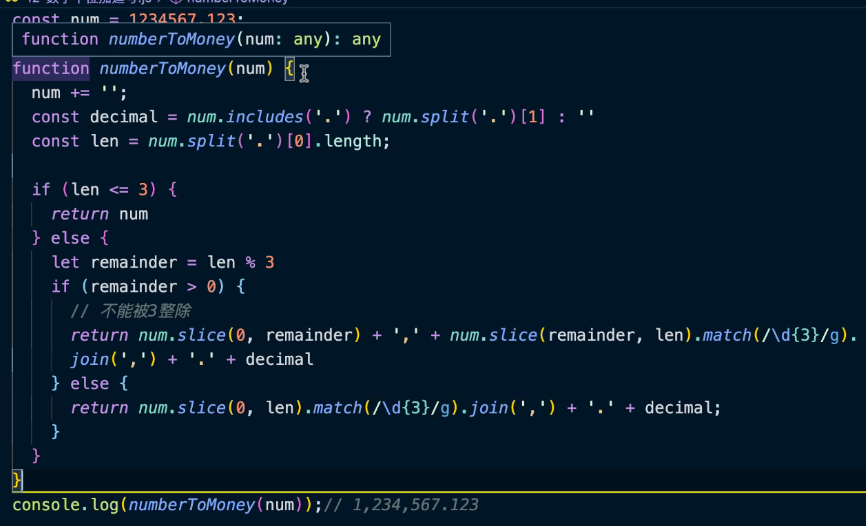 const num = 1234567.123;
function numberToMoney(num: any): any
function numberToMoney(num) {
num += '';
const decimal = num.includes('.') ? num.split('.')[1] : ''
const len = num.split('.')[0].length;
if (len <= 3) {
return num
} else {
let remainder = len % 3
if (remainder > 0) {
// 不能被3整除
return num.slice(0, remainder) + ',' + num.slice(remainder, len).match(/\d{3}/g).
join(',') + '.' + decimal
} else {
return num.slice(0, len).match(/\d{3}/g).join(',') + '.' + decimal;
}
}
}
console.log(numberToMoney(num));// 1,234,567.123